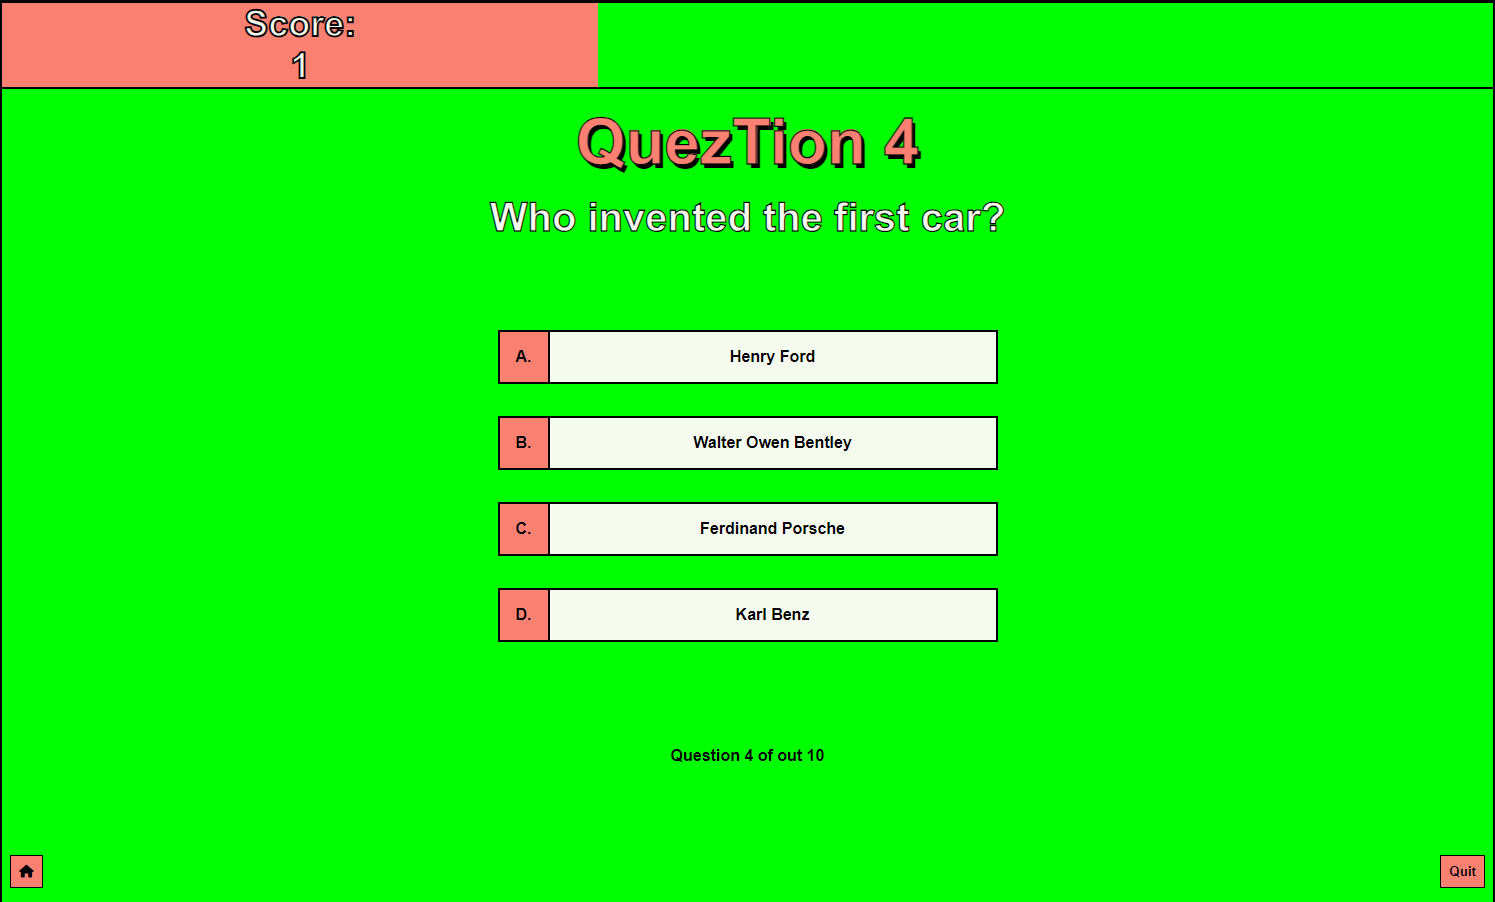 Score:
1
QuezTion 4
Who invented the first car?
A. Henry Ford
B. Walter Owen Bentley
C. Ferdinand Porsche
D. Karl Benz
Question 4 of out 10
Quit